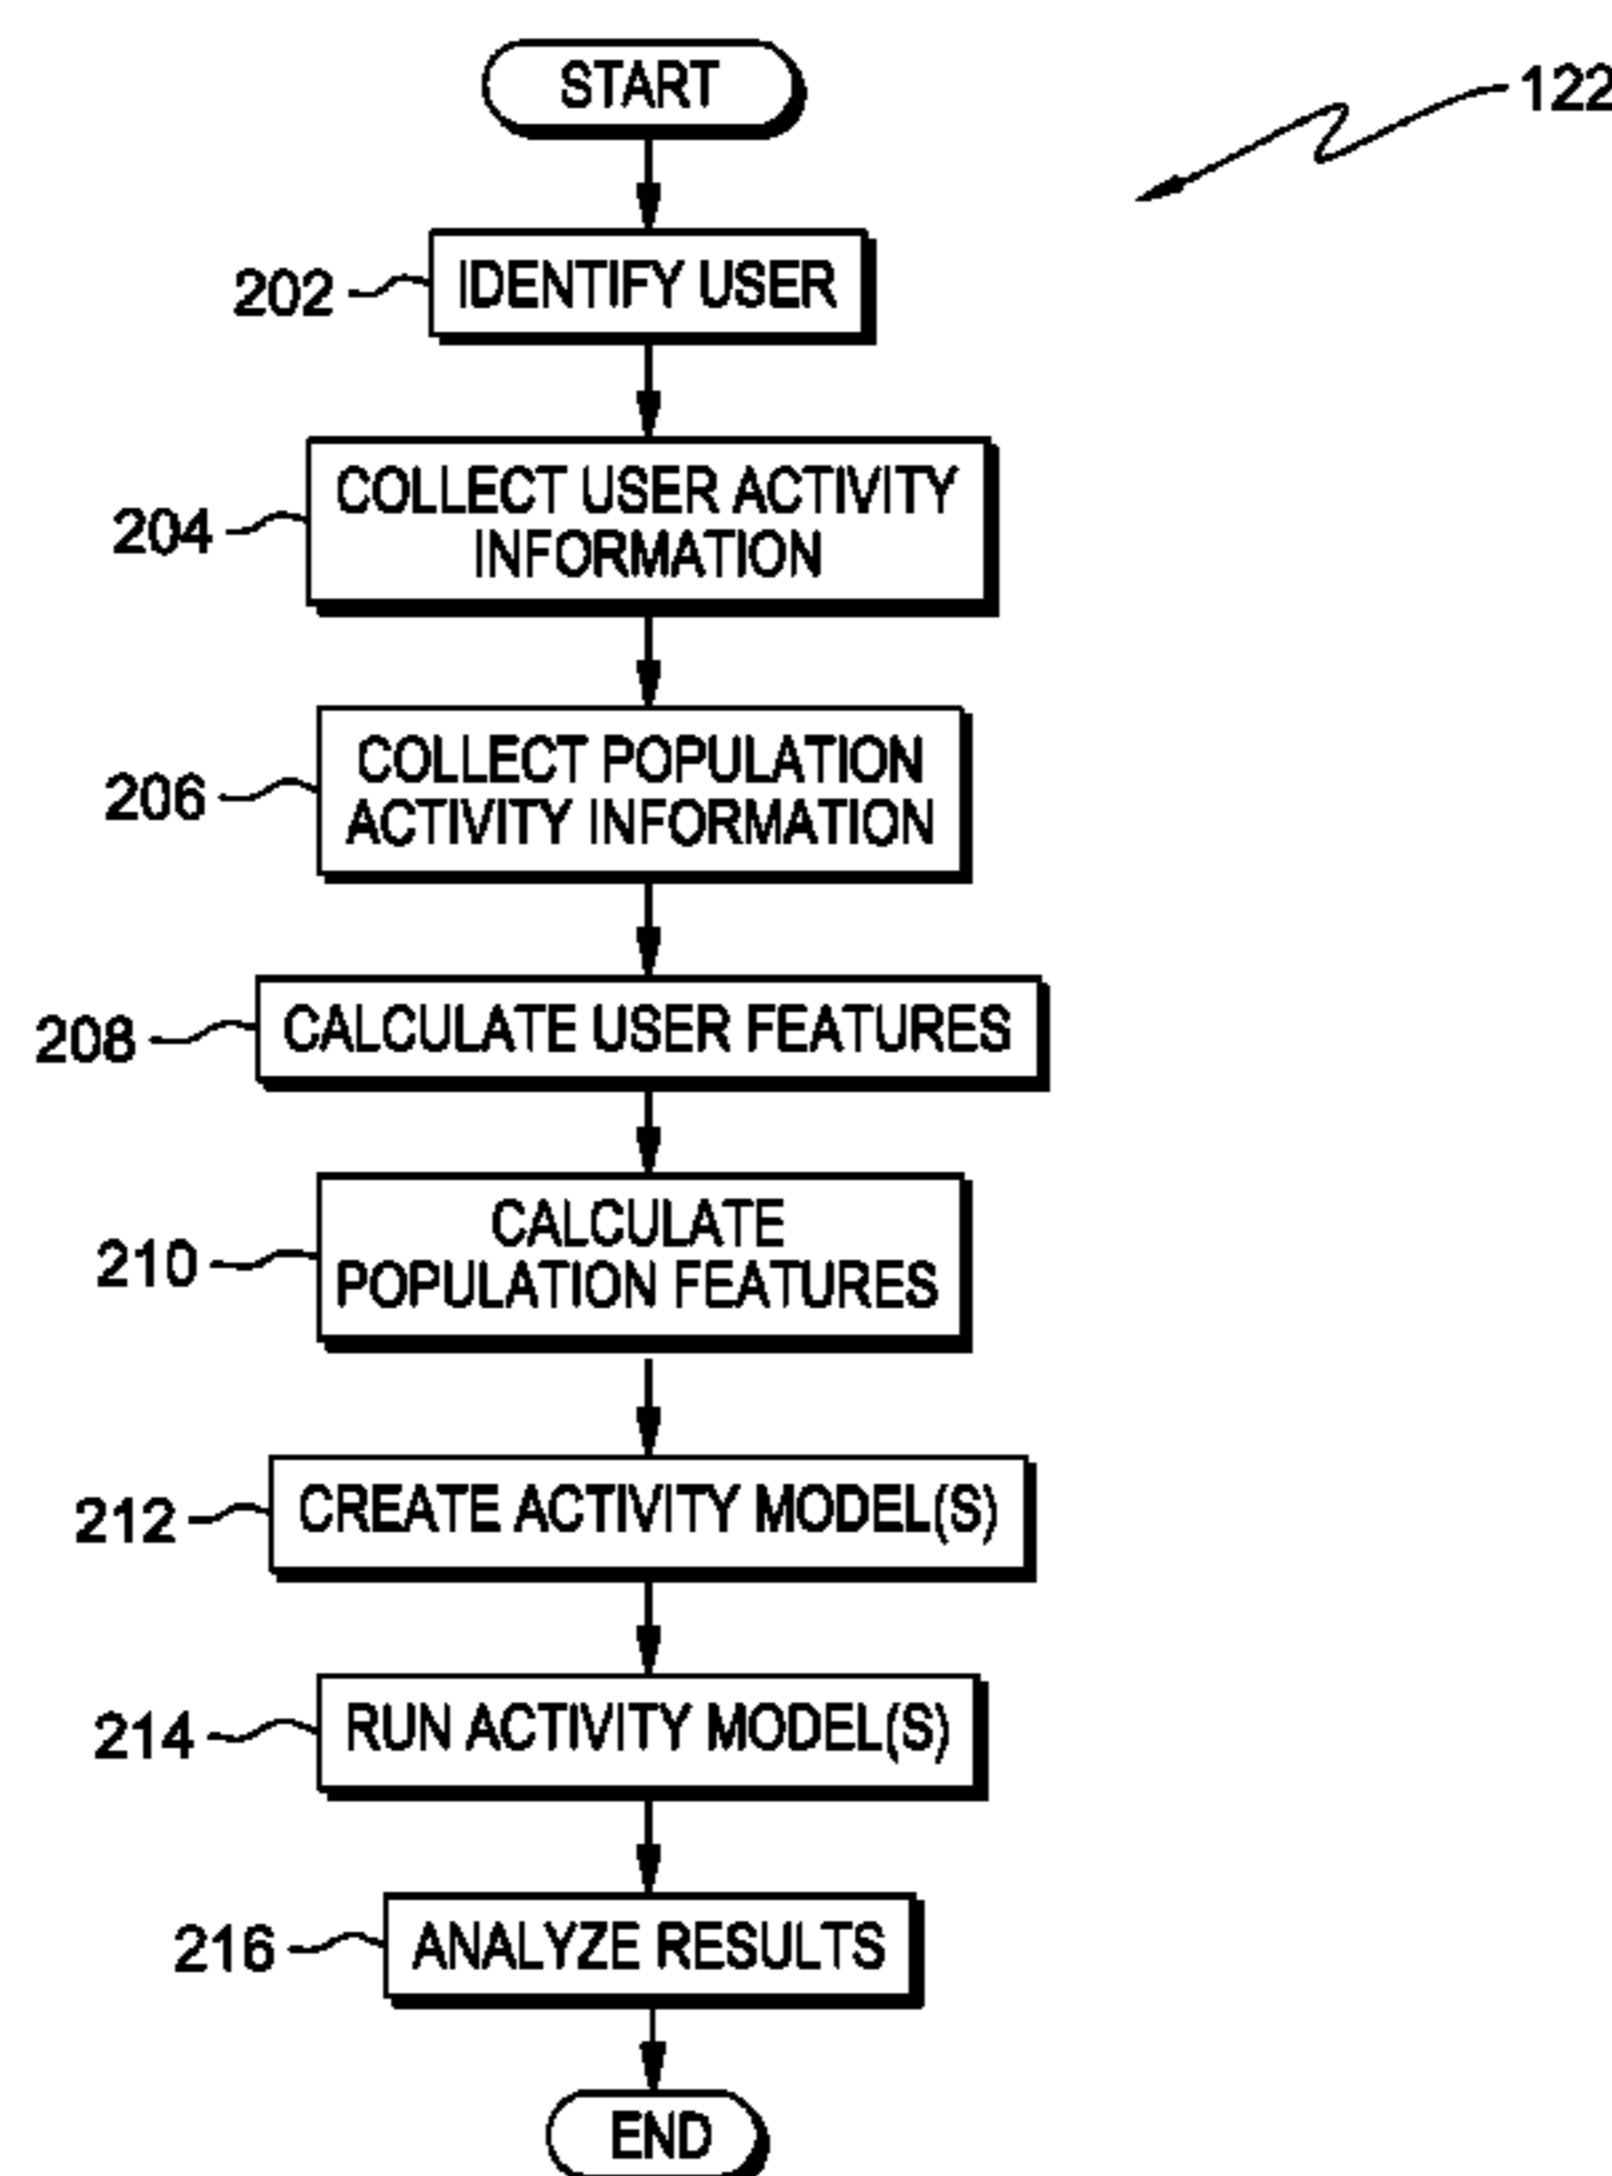 START
122
202
IDENTIFY USER
204
COLLECT USER ACTIVITY
INFORMATION
206
COLLECT POPULATION
ACTIVITY INFORMATION
208
CALCULATE USER FEATURES
210
CALCULATE
POPULATION FEATURES
212
CREATE ACTIVITY MODEL(S)
214
RUN ACTIVITY MODEL(S)
216
ANALYZE RESULTS
END